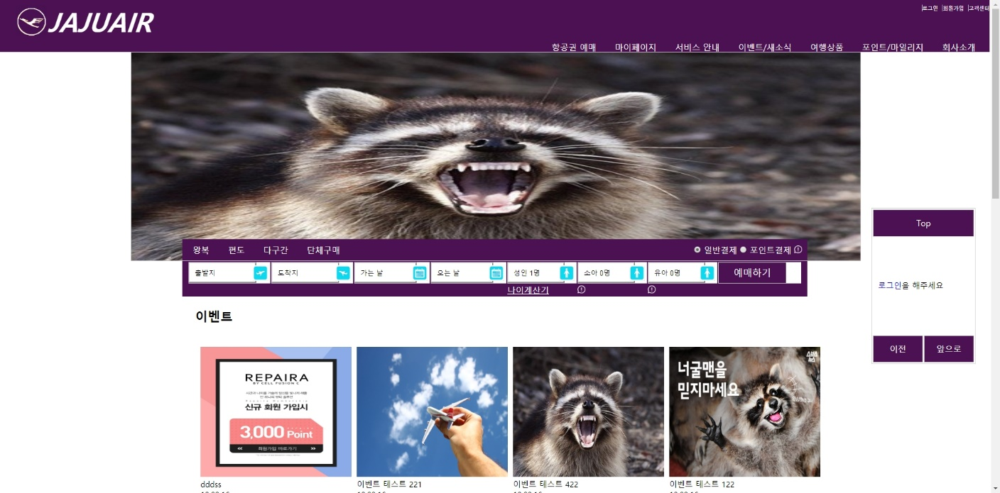 로그인 회원가입 고객센터
JAJUAIR
항공권 예매 마이페이지 서비스 안내 이벤트/새소식 여행상품 포인트/마일리지 회사소개
왕복 편도 다구간 단체구매 일반결제 포인트결제
출발지 도착지 가는 날 오는 날 성인 1명 소아 0명 유아 0명 예매하기
나이계산기
Top
로그인을 해주세요
이전 앞으로
이벤트
REPAIRA
BY CELL FUSION C
신규 회원 가입시
3,000 Point
회원가입 바로가기
너굴맨을
믿지마세요
dddss
이벤트 테스트 221
이벤트 테스트 422
이벤트 테스트 122